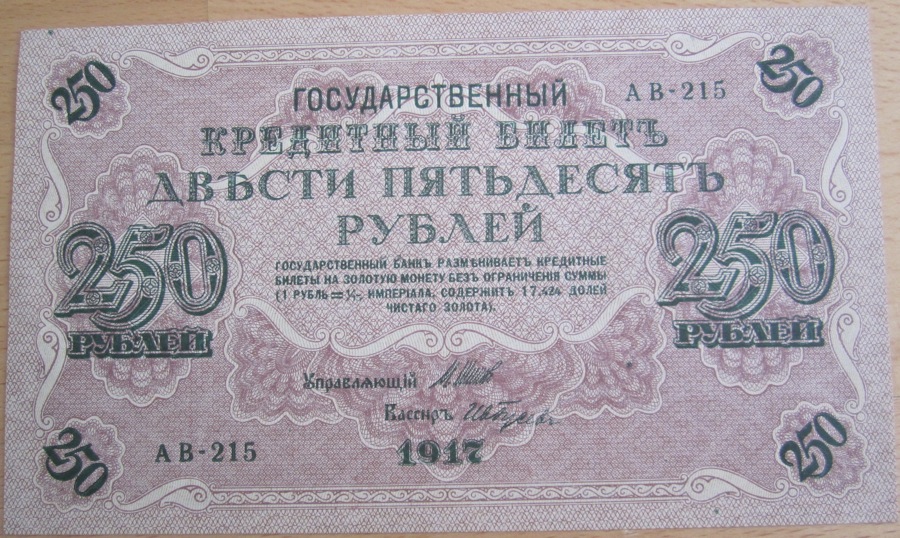 250
250
ГОСУДАРСТВЕННЫЙ
АВ-215
КРЕДИТНЫЙ БИЛЕТЪ
ДВѢСТИ ПЯТЬДЕСЯТЪ
РУБЛЕЙ
250
РУБЛЕЙ
250
РУБЛЕЙ
ГОСУДАРСТВЕННЫЙ БАНКЪ РАЗМѢНИВАЕТЪ КРЕДИТНЫЕ
БИЛЕТЫ НА ЗОЛОТУЮ МОНЕТУ БЕЗЪ ОГРАНИЧЕНІЯ СУММЫ
(1 РУБЛЬ = ИМПЕРІАЛА, СОДЕРЖИТЪ 17,424 ДОЛЕЙ
ЧИСТАГО ЗОЛОТА).
Управляющій
Кассиръ
АВ-215
1917
250
250